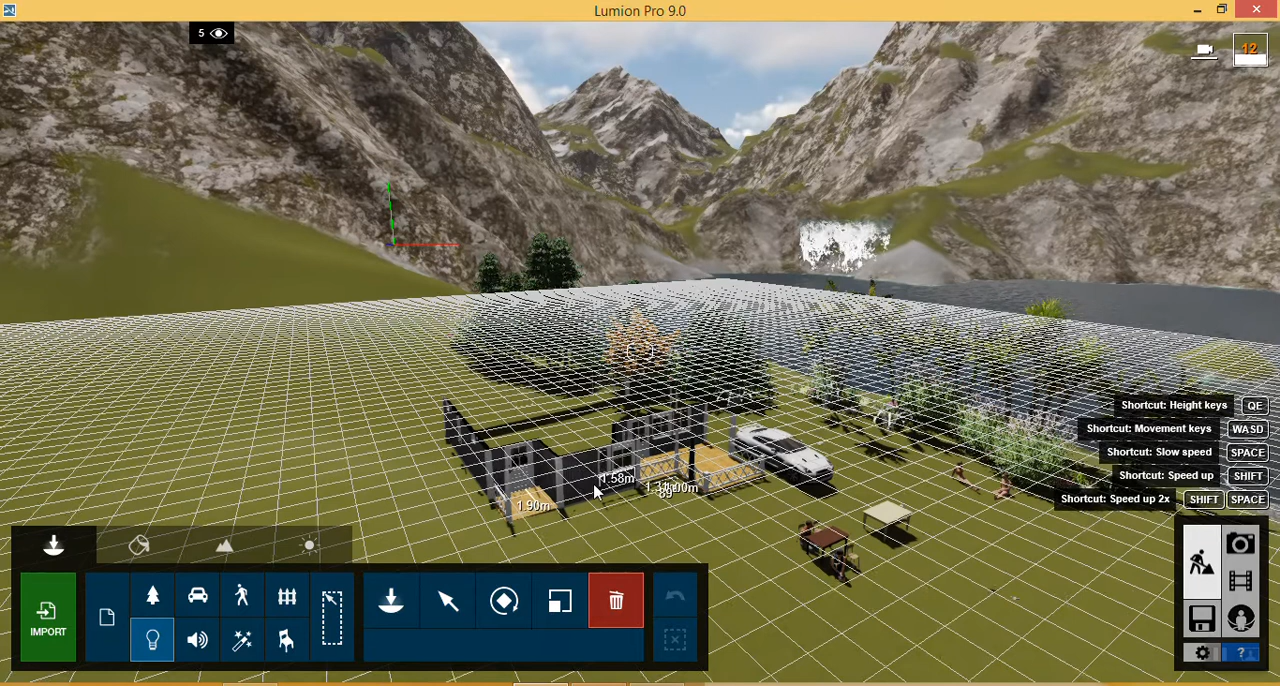 Lumion Pro 9.0
5
12
Shortcut: Height keys QE
Shortcut: Movement keys WASD
Shortcut: Slow speed SPACE
Shortcut: Speed up SHIFT
Shortcut: Speed up 2x SHIFT SPACE
1.58m
1.90m
IMPORT
?